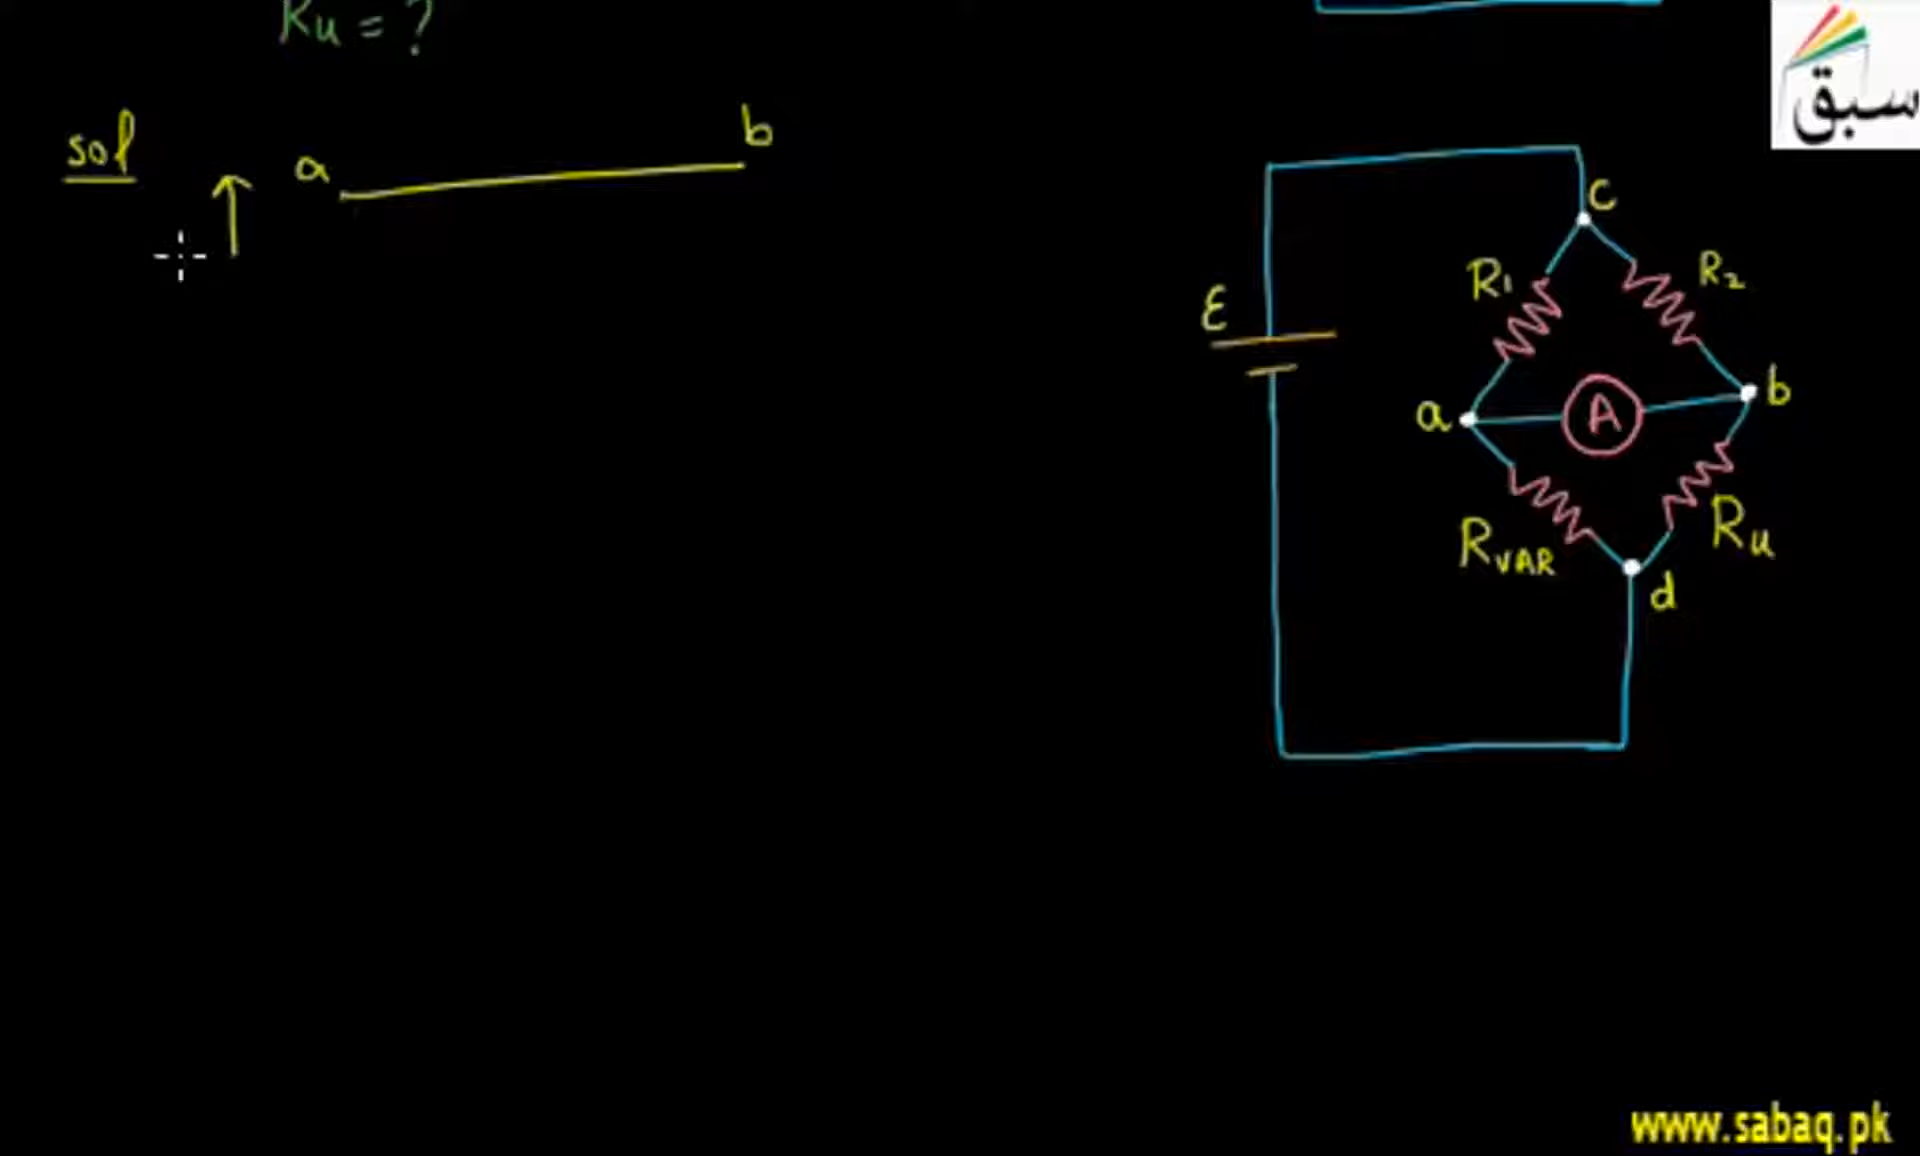 Ru = ?
سبق
sol
a
b
c
R1
R2
ε
a
A
b
RVAR
Ru
d
www.sabaq.pk